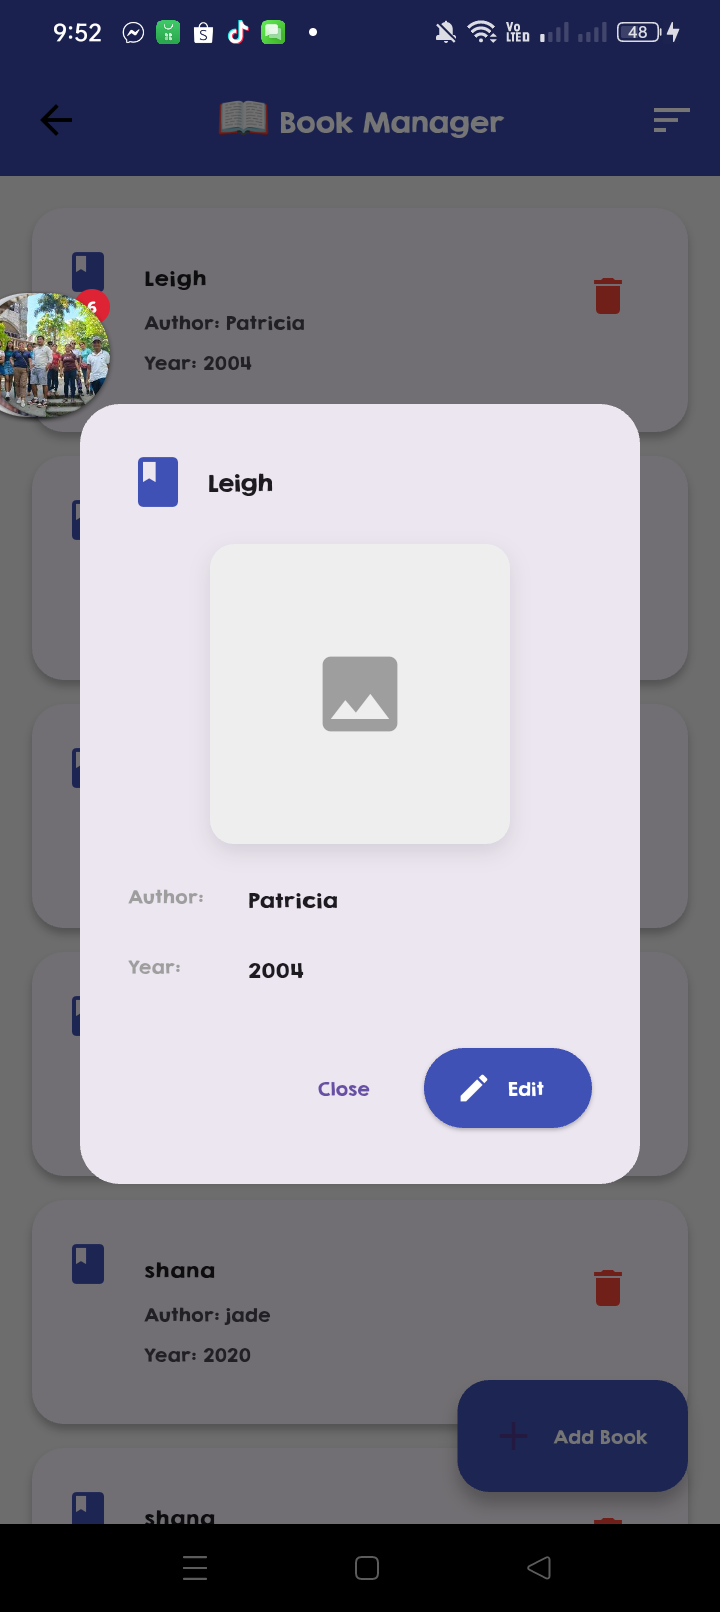 9:52
Vo
LTE
48
Book Manager
Leigh
Author: Patricia
Year: 2004
6
Leigh
Author:
Patricia
Year:
2004
Close
Edit
shana
Author: jade
Year: 2020
Add Book
shana